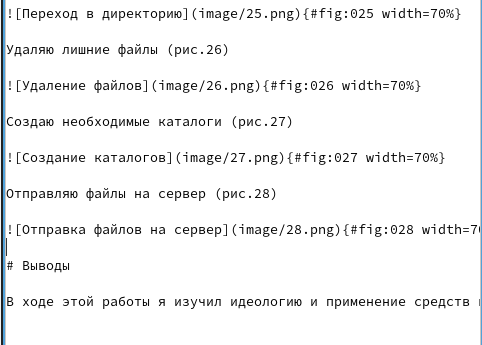 ![Переход в директорию](image/25.png){#fig:025 width=70%}
Удаляю лишние файлы (рис.26)
![Удаление файлов](image/26.png){#fig:026 width=70%}
Создаю необходимые каталоги (рис.27)
![Создание каталогов](image/27.png){#fig:027 width=70%}
Отправляю файлы на сервер (рис.28)
![Отправка файлов на сервер](image/28.png){#fig:028 width=7
# Выводы
В ходе этой работы я изучил идеологию и применение средств